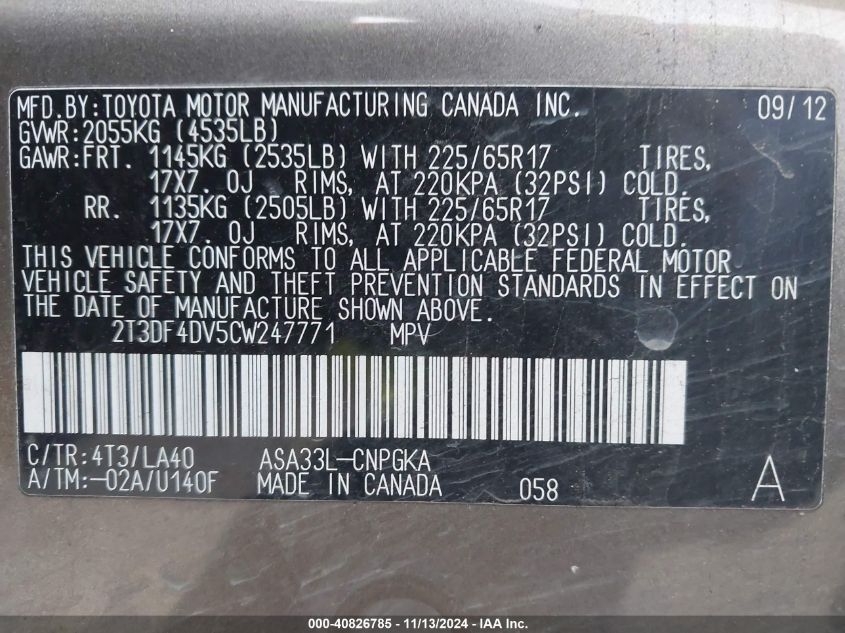 MFD.BY:TOYOTA MOTOR MANUFACTURING CANADA INC. 09/12
GVWR:2055KG (4535LB)
GAWR:FRT. 1145KG (2535LB) WITH 225/65R17 TIRES,
17X7. 0J RIMS, AT 220KPA (32PSI) COLD.
RR. 1135KG (2505LB) WITH 225/65R17 TIRES,
17X7. 0J RIMS, AT 220KPA (32PSI) COLD.
THIS VEHICLE CONFORMS TO ALL APPLICABLE FEDERAL MOTOR
VEHICLE SAFETY AND THEFT PREVENTION STANDARDS IN EFFECT ON
THE DATE OF MANUFACTURE SHOWN ABOVE.
2T3DF4DV5CW247771 MPV
C/TR:4T3/LA40 ASA33L-CNPGKA
A/TM:-02A/U140F MADE IN CANADA 058 A
000-40826785 - 11/13/2024 - IAA Inc.